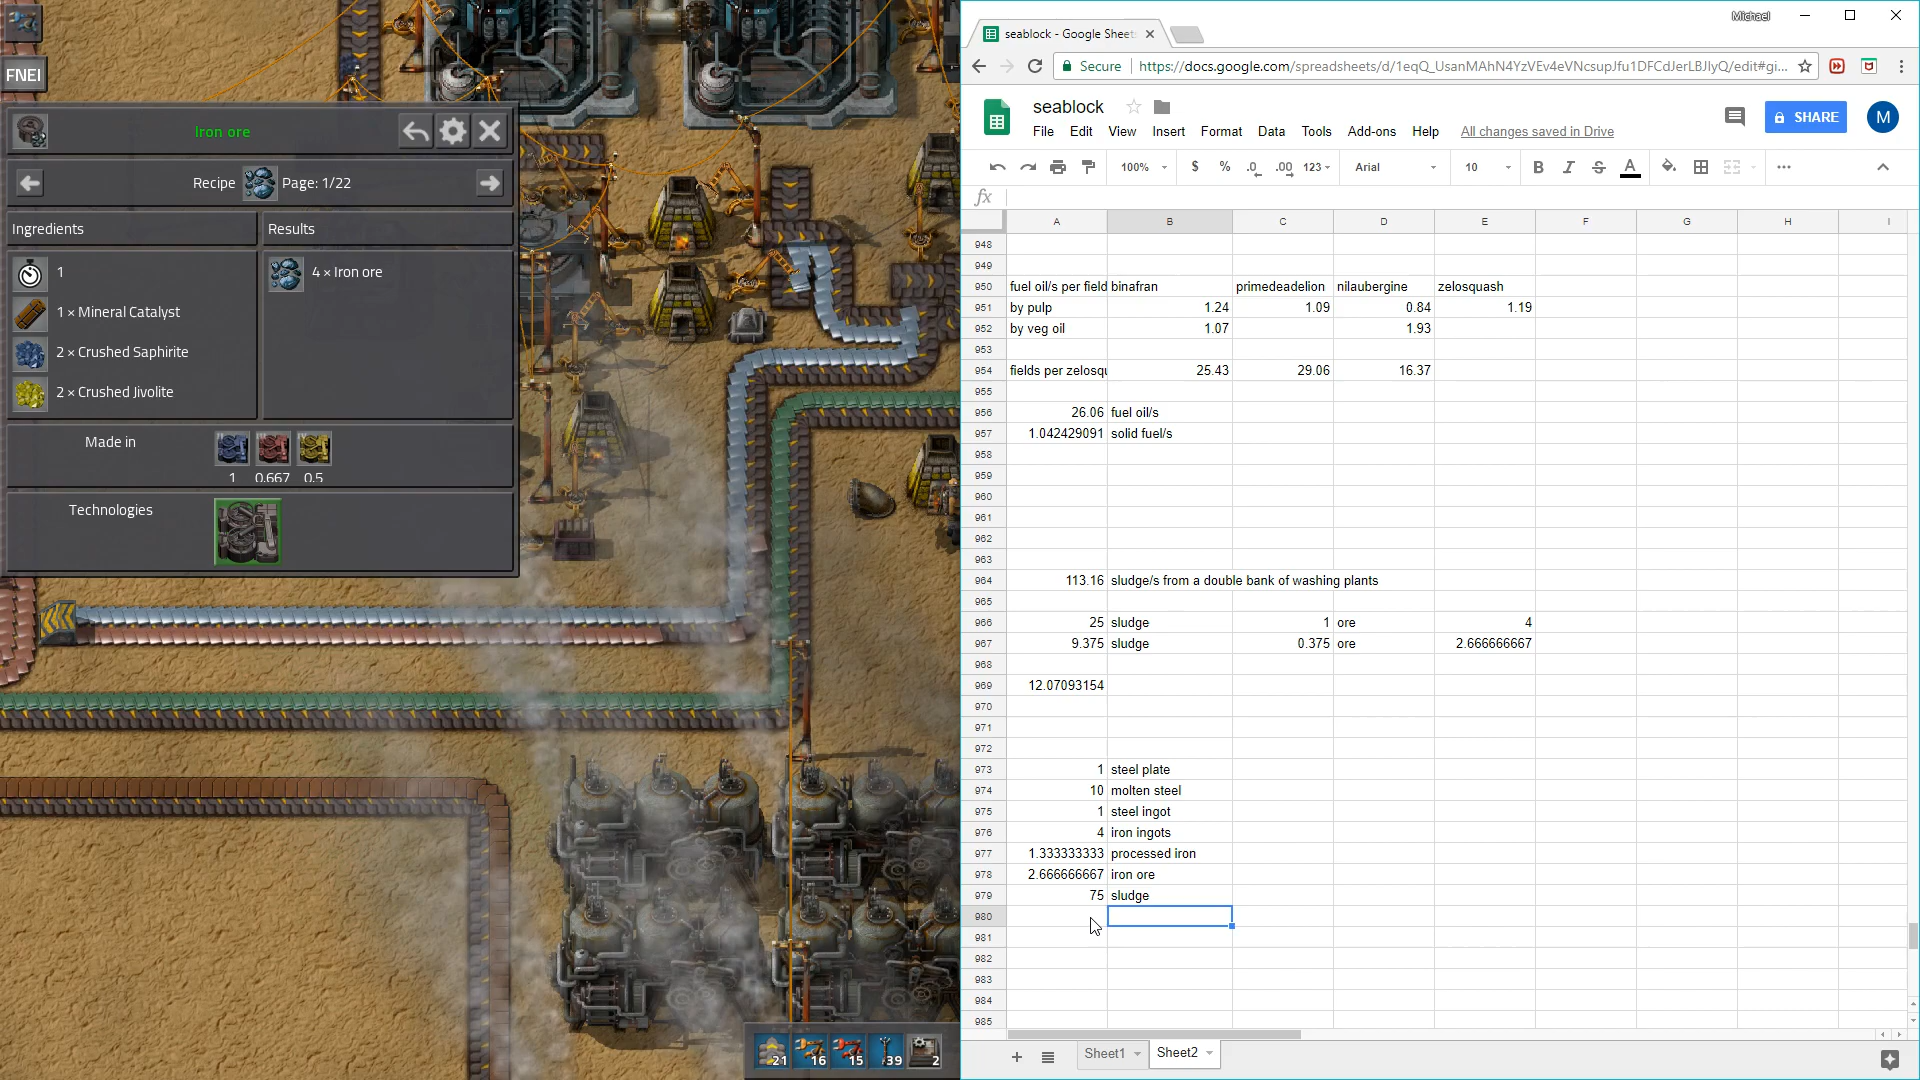 FNEI
Iron ore
Recipe Page: 1/22
Ingredients
Results
1
4 × Iron ore
1 × Mineral Catalyst
2 × Crushed Saphirite
2 × Crushed Jivolite
Made in
1 0.667 0.5
Technologies
21 16 15 39 2
Michael
seablock - Google Sheets
Secure https://docs.google.com/spreadsheets/d/1eqQ_UsanMAhN4YzVEv4eVNcsupJfu1DFCdJerLBJIyQ/edit#gi...
seablock
File Edit View Insert Format Data Tools Add-ons Help All changes saved in Drive
SHARE
M
100% $ % .0 .00 123 Arial 10 B I S A
fx
A B C D E F G H I
948
949
950 fuel oil/s per field binafran primedeadelion nilaubergine zelosquash
951 by pulp 1.24 1.09 0.84 1.19
952 by veg oil 1.07 1.93
953
954 fields per zelosqu 25.43 29.06 16.37
955
956 26.06 fuel oil/s
957 1.042429091 solid fuel/s
958
959
960
961
962
963
964 113.16 sludge/s from a double bank of washing plants
965
966 25 sludge 1 ore 4
967 9.375 sludge 0.375 ore 2.666666667
968
969 12.07093154
970
971
972
973 1 steel plate
974 10 molten steel
975 1 steel ingot
976 4 iron ingots
977 1.333333333 processed iron
978 2.666666667 iron ore
979 75 sludge
980
981
982
983
984
985
Sheet1 Sheet2